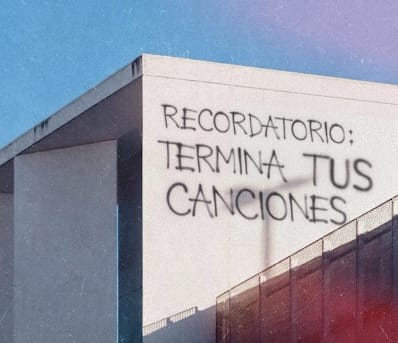 RECORDATORIO:
TERMINA TUS
CANCIONES